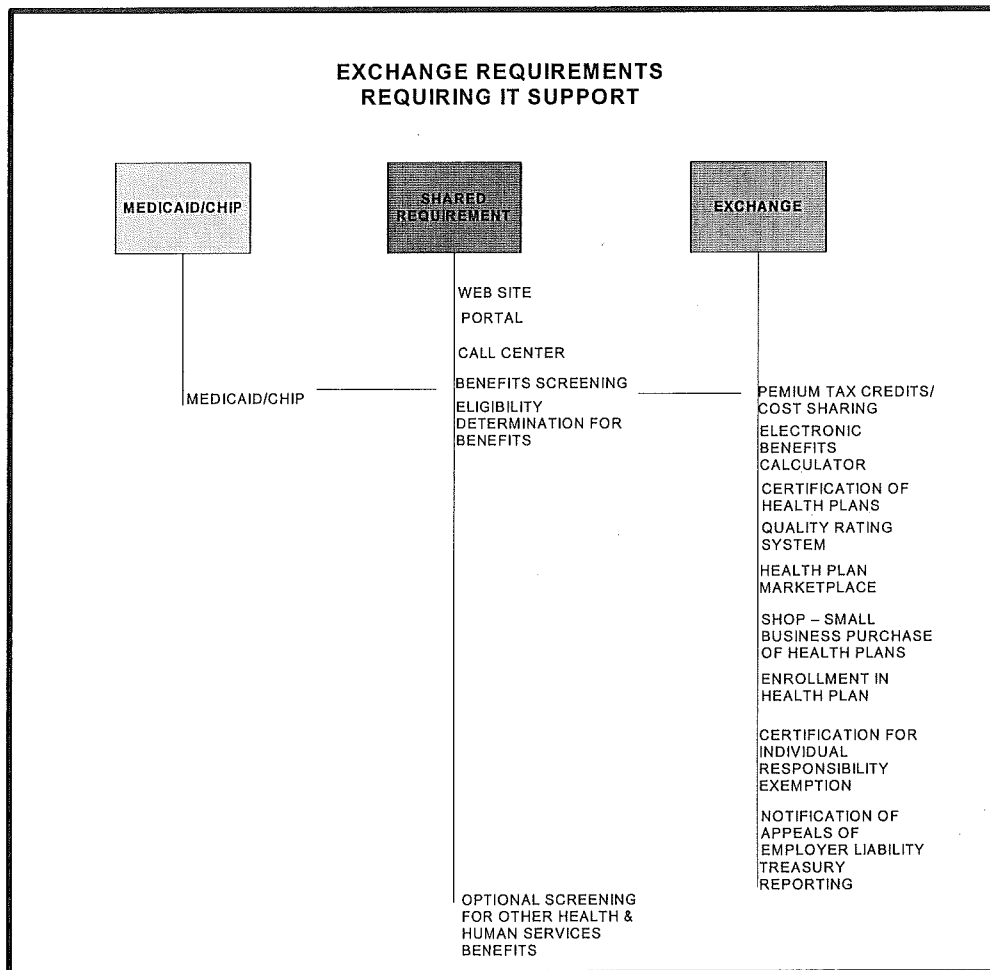 EXCHANGE REQUIREMENTS
REQUIRING IT SUPPORT
MEDICAID/CHIP
SHARED
REQUIREMENT
EXCHANGE
MEDICAID/CHIP
WEB SITE
PORTAL
CALL CENTER
BENEFITS SCREENING
ELIGIBILITY
DETERMINATION FOR
BENEFITS
OPTIONAL SCREENING
FOR OTHER HEALTH &
HUMAN SERVICES
BENEFITS
PEMIUM TAX CREDITS/
COST SHARING
ELECTRONIC
BENEFITS
CALCULATOR
CERTIFICATION OF
HEALTH PLANS
QUALITY RATING
SYSTEM
HEALTH PLAN
MARKETPLACE
SHOP – SMALL
BUSINESS PURCHASE
OF HEALTH PLANS
ENROLLMENT IN
HEALTH PLAN
CERTIFICATION FOR
INDIVIDUAL
RESPONSIBILITY
EXEMPTION
NOTIFICATION OF
APPEALS OF
EMPLOYER LIABILITY
TREASURY
REPORTING